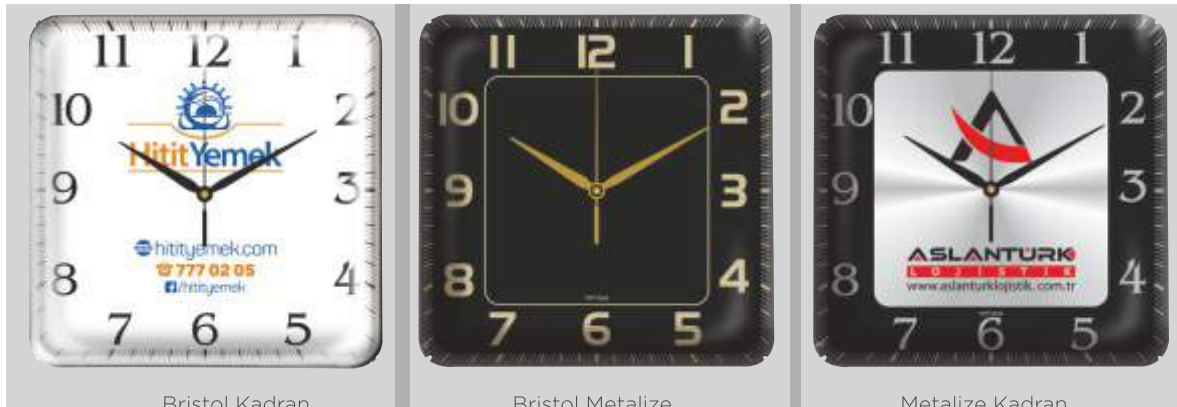 11 12 1
10 2
HititYemek
9 3
hitityemek.com
777 02 05
/hitityemek
8 4
7 6 5
Bristol Kadran
11 12 1
10 2
9 3
8 4
7 6 5
Bristol Metalize
11 12 1
10 2
9 3
ASLANTÜRK
LOJİSTİK
www.aslanturklojistik.com.tr
8 4
7 6 5
Metalize Kadran